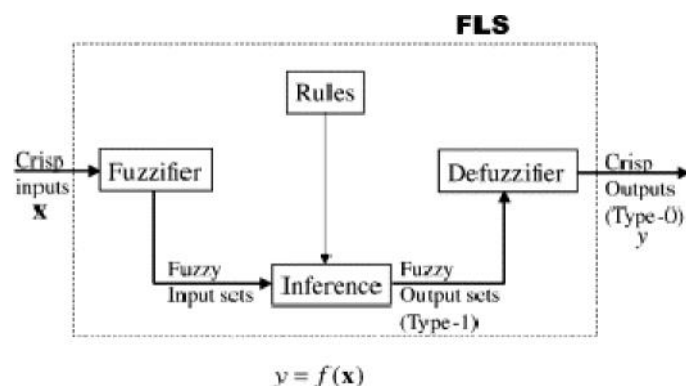 FLS
Rules
Crisp
inputs
x
Fuzzifier
Defuzzifier
Crisp
Outputs
(Type-0)
y
Fuzzy
Input sets
Inference
Fuzzy
Output sets
(Type-1)
y = f(x)